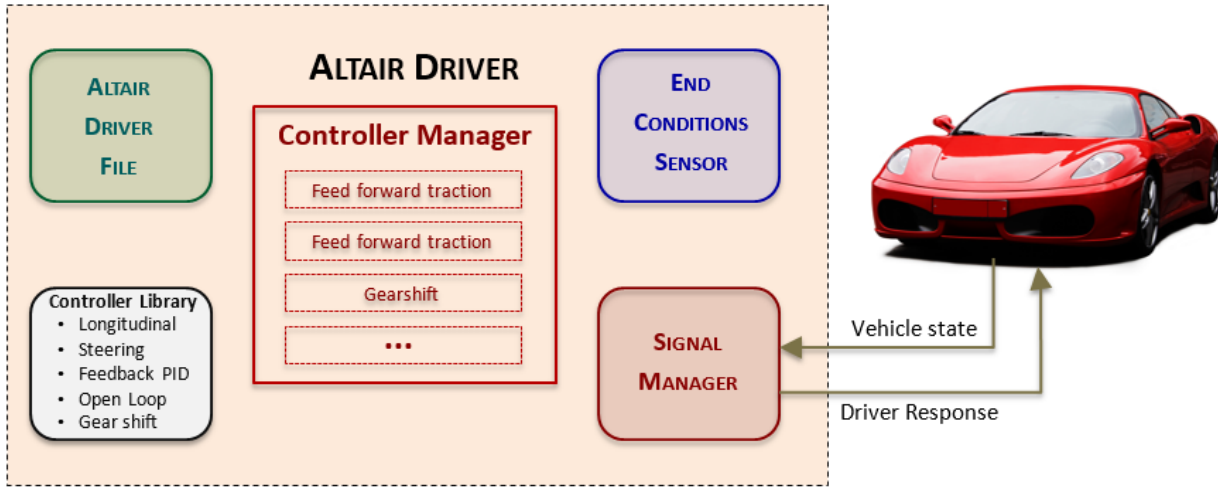 ALTAIR DRIVER
ALTAIR
DRIVER
FILE
Controller Manager
Feed forward traction
Feed forward traction
Gearshift
...
END
CONDITIONS
SENSOR
Controller Library
• Longitudinal
• Steering
• Feedback PID
• Open Loop
• Gear shift
SIGNAL
MANAGER
Vehicle state
Driver Response